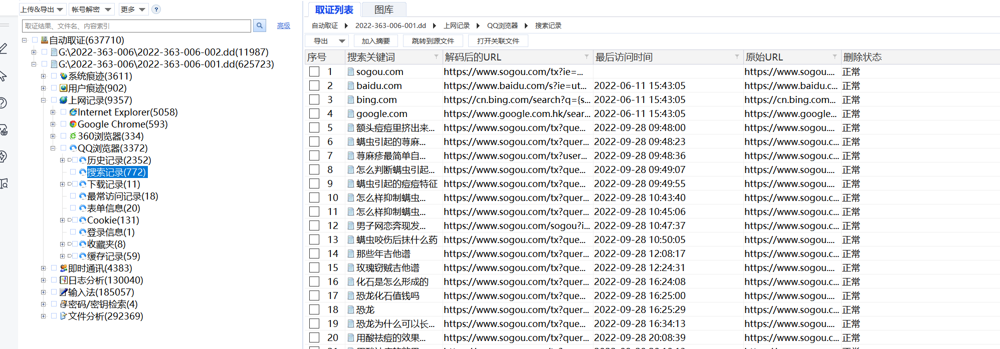 上传&导出 帐号解密 更多 ?
取证结果、文件名、内容索引 高级
自动取证(637710)
G:\2022-363-006\2022-363-006-002.dd(11987)
G:\2022-363-006\2022-363-006-001.dd(625723)
系统痕迹(3611)
用户痕迹(902)
上网记录(9357)
Internet Explorer(5058)
Google Chrome(593)
360浏览器(334)
QQ浏览器(3372)
历史记录(2352)
搜索记录(772)
下载记录(11)
最常访问记录(18)
表单信息(20)
Cookie(131)
登录信息(1)
收藏夹(8)
缓存记录(59)
即时通讯(4383)
日志分析(130040)
输入法(185057)
密码/密钥检索(4)
文件分析(292369)
取证列表 图库
自动取证 2022-363-006-001.dd 上网记录 QQ浏览器 搜索记录
导出 加入摘要 跳转到源文件 打开关联文件
序号 搜索关键词 解码后的URL 最后访问时间 原始URL 删除状态
1 sogou.com https://www.sogou.com/tx?ie=... https://www.sogou.... 正常
2 baidu.com https://www.baidu.com/s?ie=ut... 2022-06-11 15:43:05 https://www.baidu.c... 正常
3 bing.com https://cn.bing.com/search?q={s... 2022-06-11 15:43:05 https://cn.bing.com... 正常
4 google.com https://www.google.com.hk/sear... 2022-06-11 15:43:05 https://www.google... 正常
5 额头痘痘里挤出来... https://www.sogou.com/tx?que... 2022-09-28 09:48:00 https://www.sogou.... 正常
6 螨虫引起的荨麻... https://www.sogou.com/tx?quer... 2022-09-28 09:48:23 https://www.sogou.c... 正常
7 荨麻疹最简单自... https://www.sogou.com/tx?user... 2022-09-28 09:48:36 https://www.sogou.c... 正常
8 怎么判断螨虫引起... https://www.sogou.com/tx?que... 2022-09-28 09:49:07 https://www.sogou.... 正常
9 螨虫引起的痘痘特征 https://www.sogou.com/tx?que... 2022-09-28 09:49:55 https://www.sogou.... 正常
10 怎么样抑制螨虫... https://www.sogou.com/tx?quer... 2022-09-28 10:43:40 https://www.sogou.c... 正常
11 怎么样抑制螨虫... https://www.sogou.com/tx?quer... 2022-09-28 10:45:06 https://www.sogou.c... 正常
12 男子网恋奔现发... https://www.sogou.com/sogou?i... 2022-09-28 10:47:37 https://www.sogou.c... 正常
13 螨虫咬伤后抹什么药 https://www.sogou.com/tx?que... 2022-09-28 10:50:05 https://www.sogou.... 正常
14 那些年吉他谱 https://www.sogou.com/tx?quer... 2022-09-28 12:08:17 https://www.sogou.c... 正常
15 玫瑰窃贼吉他谱 https://www.sogou.com/tx?que... 2022-09-28 12:24:31 https://www.sogou.... 正常
16 化石是怎么形成的 https://www.sogou.com/tx?quer... 2022-09-28 16:24:08 https://www.sogou.c... 正常
17 恐龙化石值钱吗 https://www.sogou.com/tx?que... 2022-09-28 16:25:00 https://www.sogou.... 正常
18 恐龙 https://www.sogou.com/tx?quer... 2022-09-28 16:25:29 https://www.sogou.c... 正常
19 恐龙为什么可以长... https://www.sogou.com/tx?que... 2022-09-28 16:34:13 https://www.sogou.... 正常
20 用酸祛痘的效果... https://www.sogou.com/tx?quer... 2022-09-28 20:08:39 https://www.sogou.c... 正常